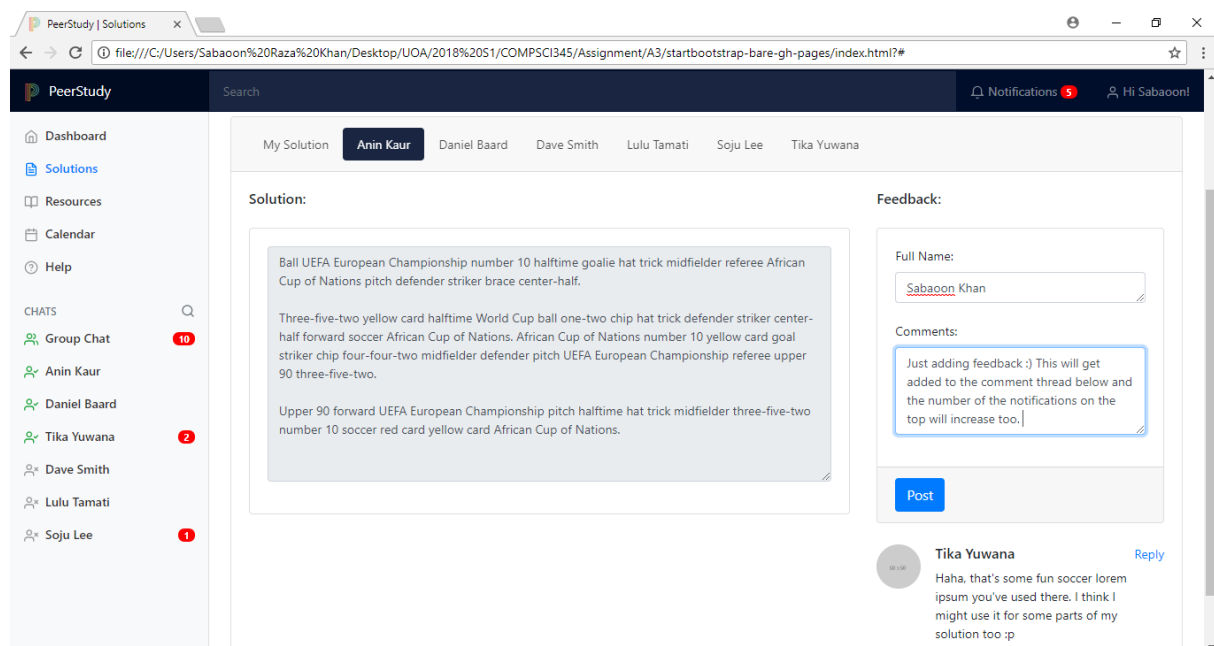 PeerStudy | Solutions
file:///C:/Users/Sabaoon%20Raza%20Khan/Desktop/UOA/2018%20S1/COMPSCI345/Assignment/A3/startbootstrap-bare-gh-pages/index.html?#
PeerStudy
Search
Notifications 5
Hi Sabaoon!
Dashboard
Solutions
Resources
Calendar
Help
CHATS
Group Chat 10
Anin Kaur
Daniel Baard
Tika Yuwana 2
Dave Smith
Lulu Tamati
Soju Lee 1
My Solution Anin Kaur Daniel Baard Dave Smith Lulu Tamati Soju Lee Tika Yuwana
Solution:
Ball UEFA European Championship number 10 halftime goalie hat trick midfielder referee African
Cup of Nations pitch defender striker brace center-half.
Three-five-two yellow card halftime World Cup ball one-two chip hat trick defender striker center-
half forward soccer African Cup of Nations. African Cup of Nations number 10 yellow card goal
striker chip four-four-two midfielder defender pitch UEFA European Championship referee upper
90 three-five-two.
Upper 90 forward UEFA European Championship pitch halftime hat trick midfielder three-five-two
number 10 soccer red card yellow card African Cup of Nations.
Feedback:
Full Name:
Sabaoon Khan
Comments:
Just adding feedback :) This will get
added to the comment thread below and
the number of the notifications on the
top will increase too.
Post
Tika Yuwana
Reply
Haha, that's some fun soccer lorem
ipsum you've used there. I think I
might use it for some parts of my
solution too :p